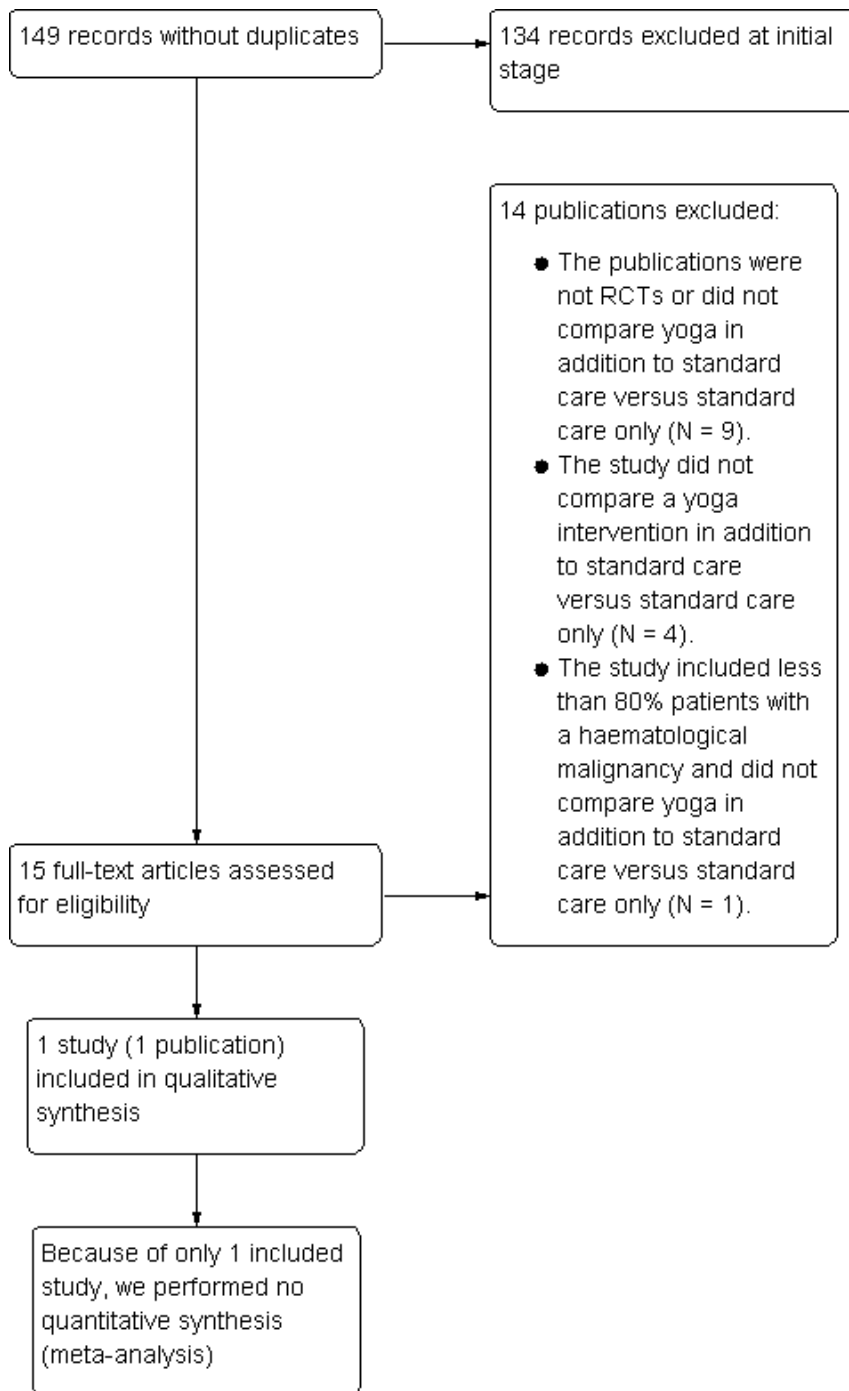 149 records without duplicates
134 records excluded at initial
stage
14 publications excluded:
● The publications were
not RCTs or did not
compare yoga in
addition to standard
care versus standard
care only (N = 9).
● The study did not
compare a yoga
intervention in addition
to standard care
versus standard care
only (N = 4).
● The study included less
than 80% patients with
a haematological
malignancy and did not
compare yoga in
addition to standard
care versus standard
care only (N = 1).
15 full-text articles assessed
for eligibility
1 study (1 publication)
included in qualitative
synthesis
Because of only 1 included
study, we performed no
quantitative synthesis
(meta-analysis)